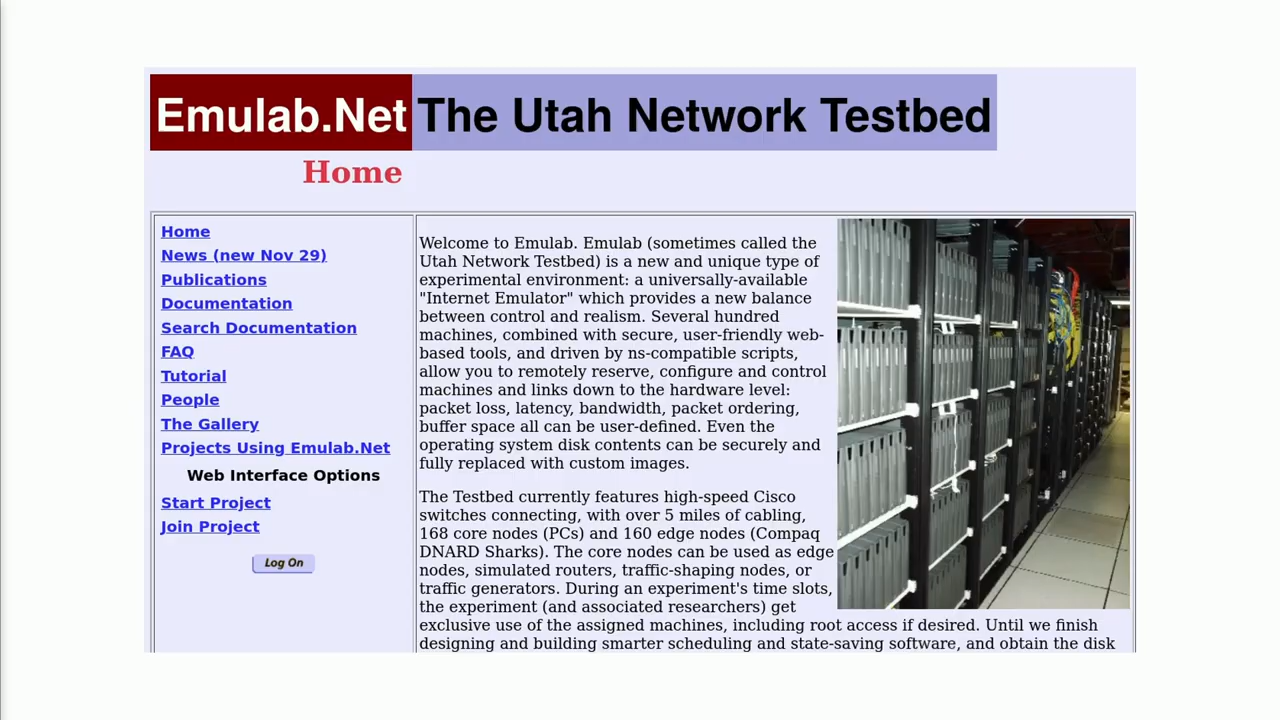 Emulab.Net The Utah Network Testbed
Home
Home
News (new Nov 29)
Publications
Documentation
Search Documentation
FAQ
Tutorial
People
The Gallery
Projects Using Emulab.Net
Web Interface Options
Start Project
Join Project
Log On
Welcome to Emulab. Emulab (sometimes called the
Utah Network Testbed) is a new and unique type of
experimental environment: a universally-available
"Internet Emulator" which provides a new balance
between control and realism. Several hundred
machines, combined with secure, user-friendly web-
based tools, and driven by ns-compatible scripts,
allow you to remotely reserve, configure and control
machines and links down to the hardware level:
packet loss, latency, bandwidth, packet ordering,
buffer space all can be user-defined. Even the
operating system disk contents can be securely and
fully replaced with custom images.
The Testbed currently features high-speed Cisco
switches connecting, with over 5 miles of cabling,
168 core nodes (PCs) and 160 edge nodes (Compaq
DNARD Sharks). The core nodes can be used as edge
nodes, simulated routers, traffic-shaping nodes, or
traffic generators. During an experiment's time slots,
the experiment (and associated researchers) get
exclusive use of the assigned machines, including root access if desired. Until we finish
designing and building smarter scheduling and state-saving software, and obtain the disk